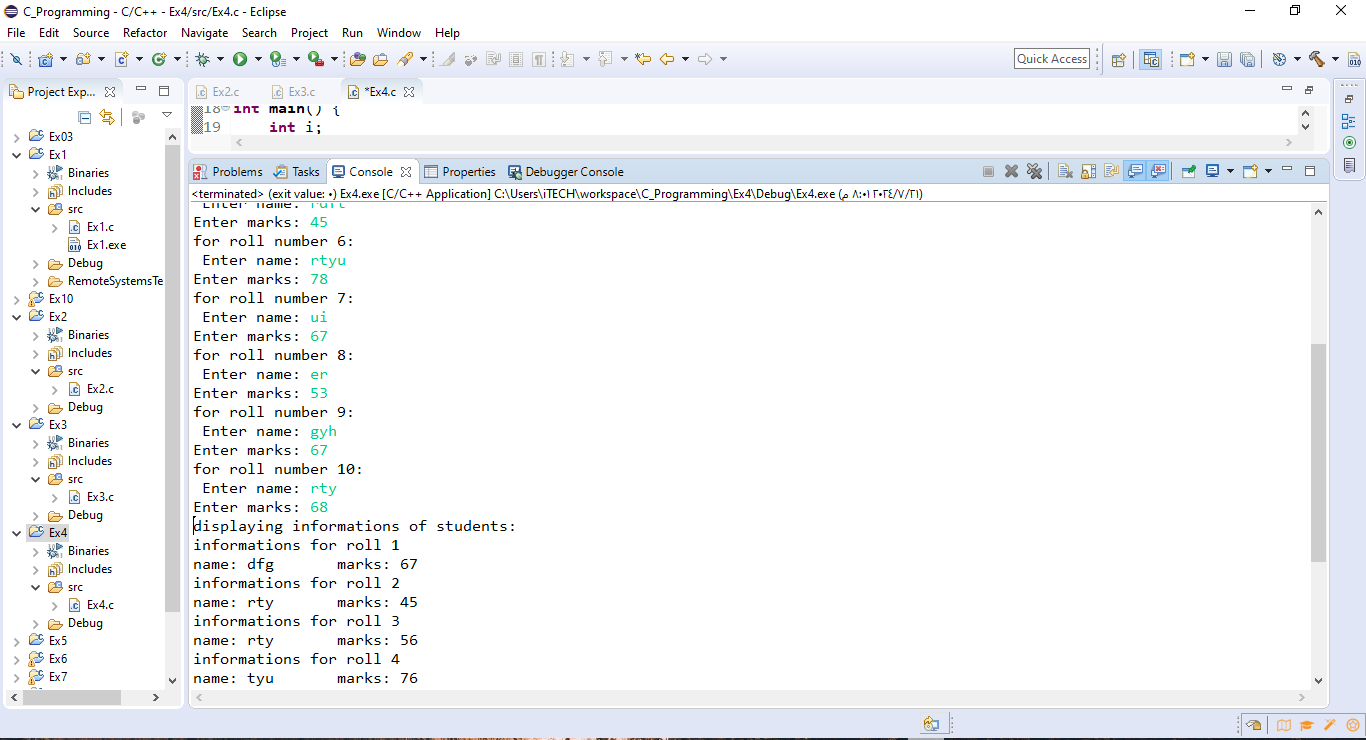 C_Programming - C/C++ - Ex4/src/Ex4.c - Eclipse
File Edit Source Refactor Navigate Search Project Run Window Help
Quick Access
Project Exp...
Ex2.c Ex3.c *Ex4.c
18 int main() {
19 int i;
Ex03
Ex1
Binaries
Includes
src
Ex1.c
Ex1.exe
Debug
RemoteSystemsTe
Ex10
Ex2
Binaries
Includes
src
Ex2.c
Debug
Ex3
Binaries
Includes
src
Ex3.c
Debug
Ex4
Binaries
Includes
src
Ex4.c
Debug
Ex5
Ex6
Ex7
Problems Tasks Console Properties Debugger Console
<terminated> (exit value: ٠) Ex4.exe [C/C++ Application] C:\Users\iTECH\workspace\C_Programming\Ex4\Debug\Ex4.exe (٢٠٢٤/٧/٢١ ٨:٠١ م)
Enter name:
Enter marks: 45
for roll number 6:
Enter name: rtyu
Enter marks: 78
for roll number 7:
Enter name: ui
Enter marks: 67
for roll number 8:
Enter name: er
Enter marks: 53
for roll number 9:
Enter name: gyh
Enter marks: 67
for roll number 10:
Enter name: rty
Enter marks: 68
displaying informations of students:
informations for roll 1
name: dfg marks: 67
informations for roll 2
name: rty marks: 45
informations for roll 3
name: rty marks: 56
informations for roll 4
name: tyu marks: 76